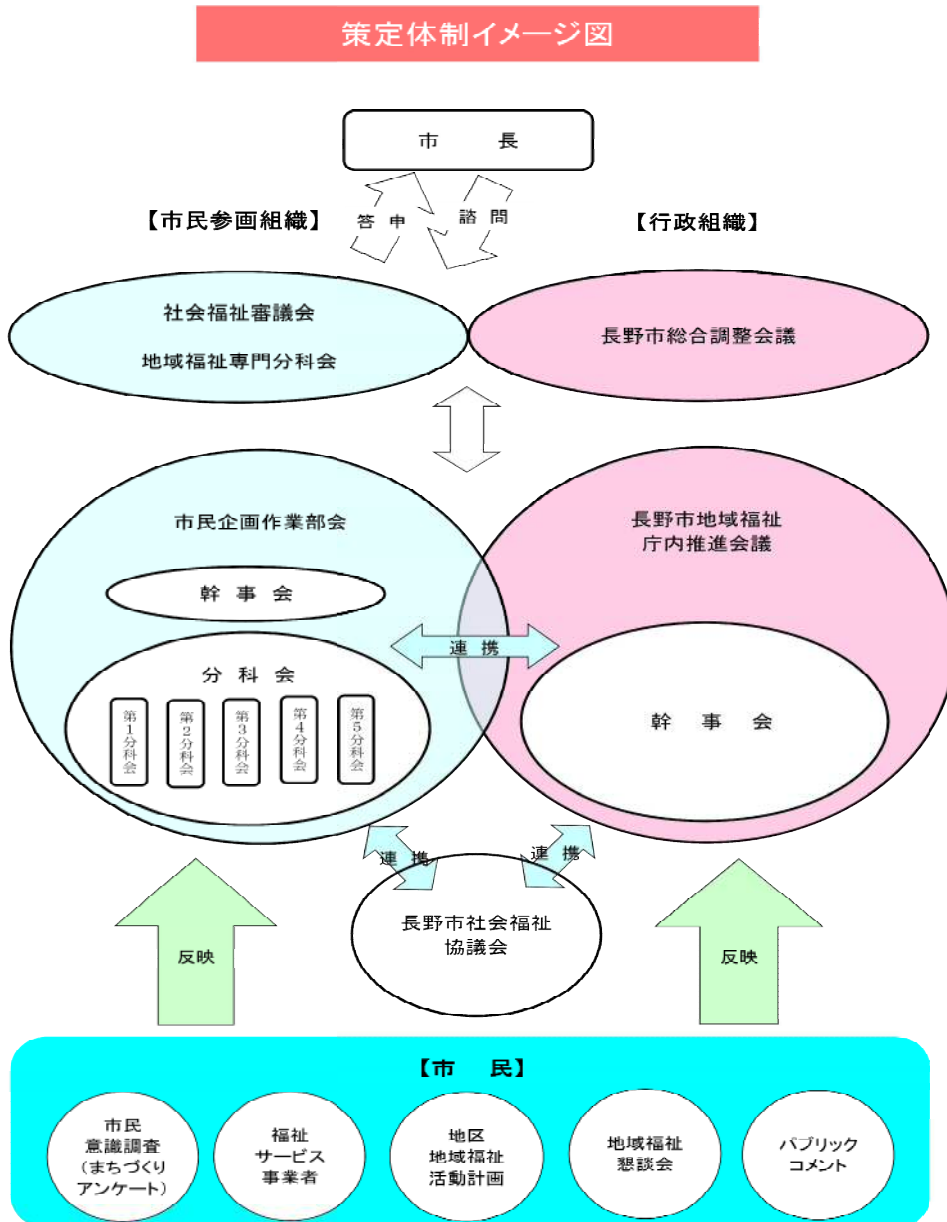 策定体制イメージ図
市 長
【市民参画組織】
答 申
諮 問
【行政組織】
社会福祉審議会
地域福祉専門分科会
長野市総合調整会議
市民企画作業部会
幹 事 会
分 科 会
第1分科会
第2分科会
第3分科会
第4分科会
第5分科会
連 携
長野市地域福祉
庁内推進会議
幹 事 会
連 携
連 携
長野市社会福祉
協議会
反映
反映
【市 民】
市民
意識調査
(まちづくり
アンケート)
福祉
サービス
事業者
地区
地域福祉
活動計画
地域福祉
懇談会
パブリック
コメント